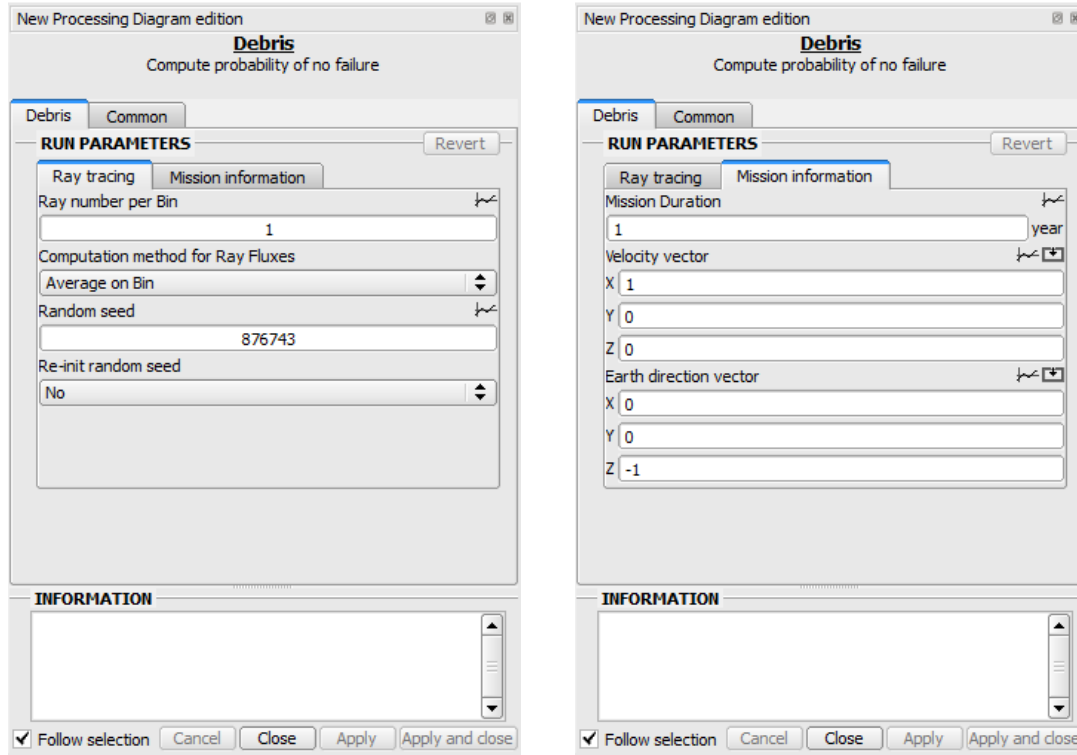 New Processing Diagram edition
Debris
Compute probability of no failure
Debris Common
RUN PARAMETERS Revert
Ray tracing Mission information
Ray number per Bin
1
Computation method for Ray Fluxes
Average on Bin
Random seed
876743
Re-init random seed
No
INFORMATION
Follow selection Cancel Close Apply Apply and close
New Processing Diagram edition
Debris
Compute probability of no failure
Debris Common
RUN PARAMETERS Revert
Ray tracing Mission information
Mission Duration
1 year
Velocity vector
X 1
Y 0
Z 0
Earth direction vector
X 0
Y 0
Z -1
INFORMATION
Follow selection Cancel Close Apply Apply and close